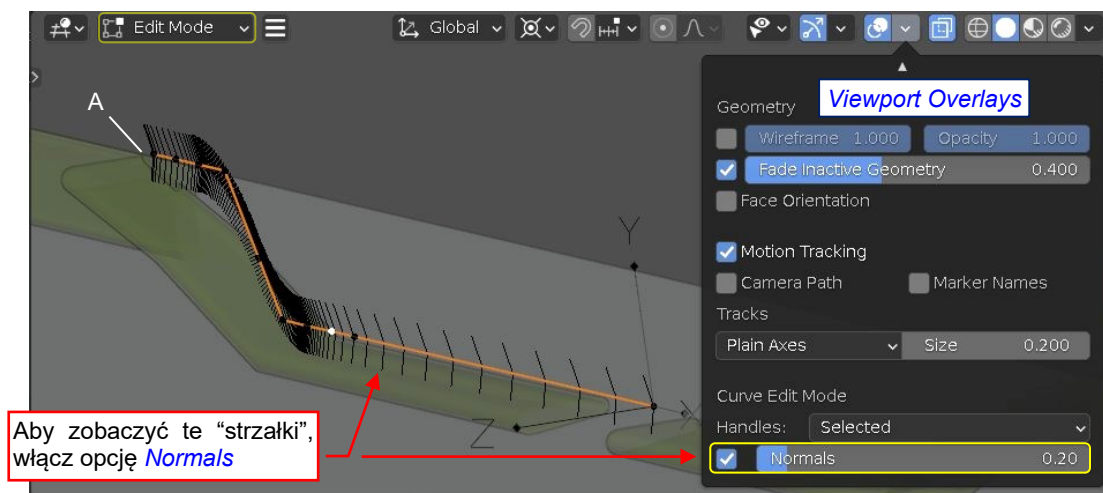 Edit Mode
Global
Viewport Overlays
Geometry
Wireframe 1.000 Opacity 1.000
Fade Inactive Geometry 0.400
Face Orientation
Motion Tracking
Camera Path Marker Names
Tracks
Plain Axes Size 0.200
Curve Edit Mode
Handles: Selected
Normals 0.20
A
Y
X
Z
Aby zobaczyć te “strzałki”,
włącz opcję Normals